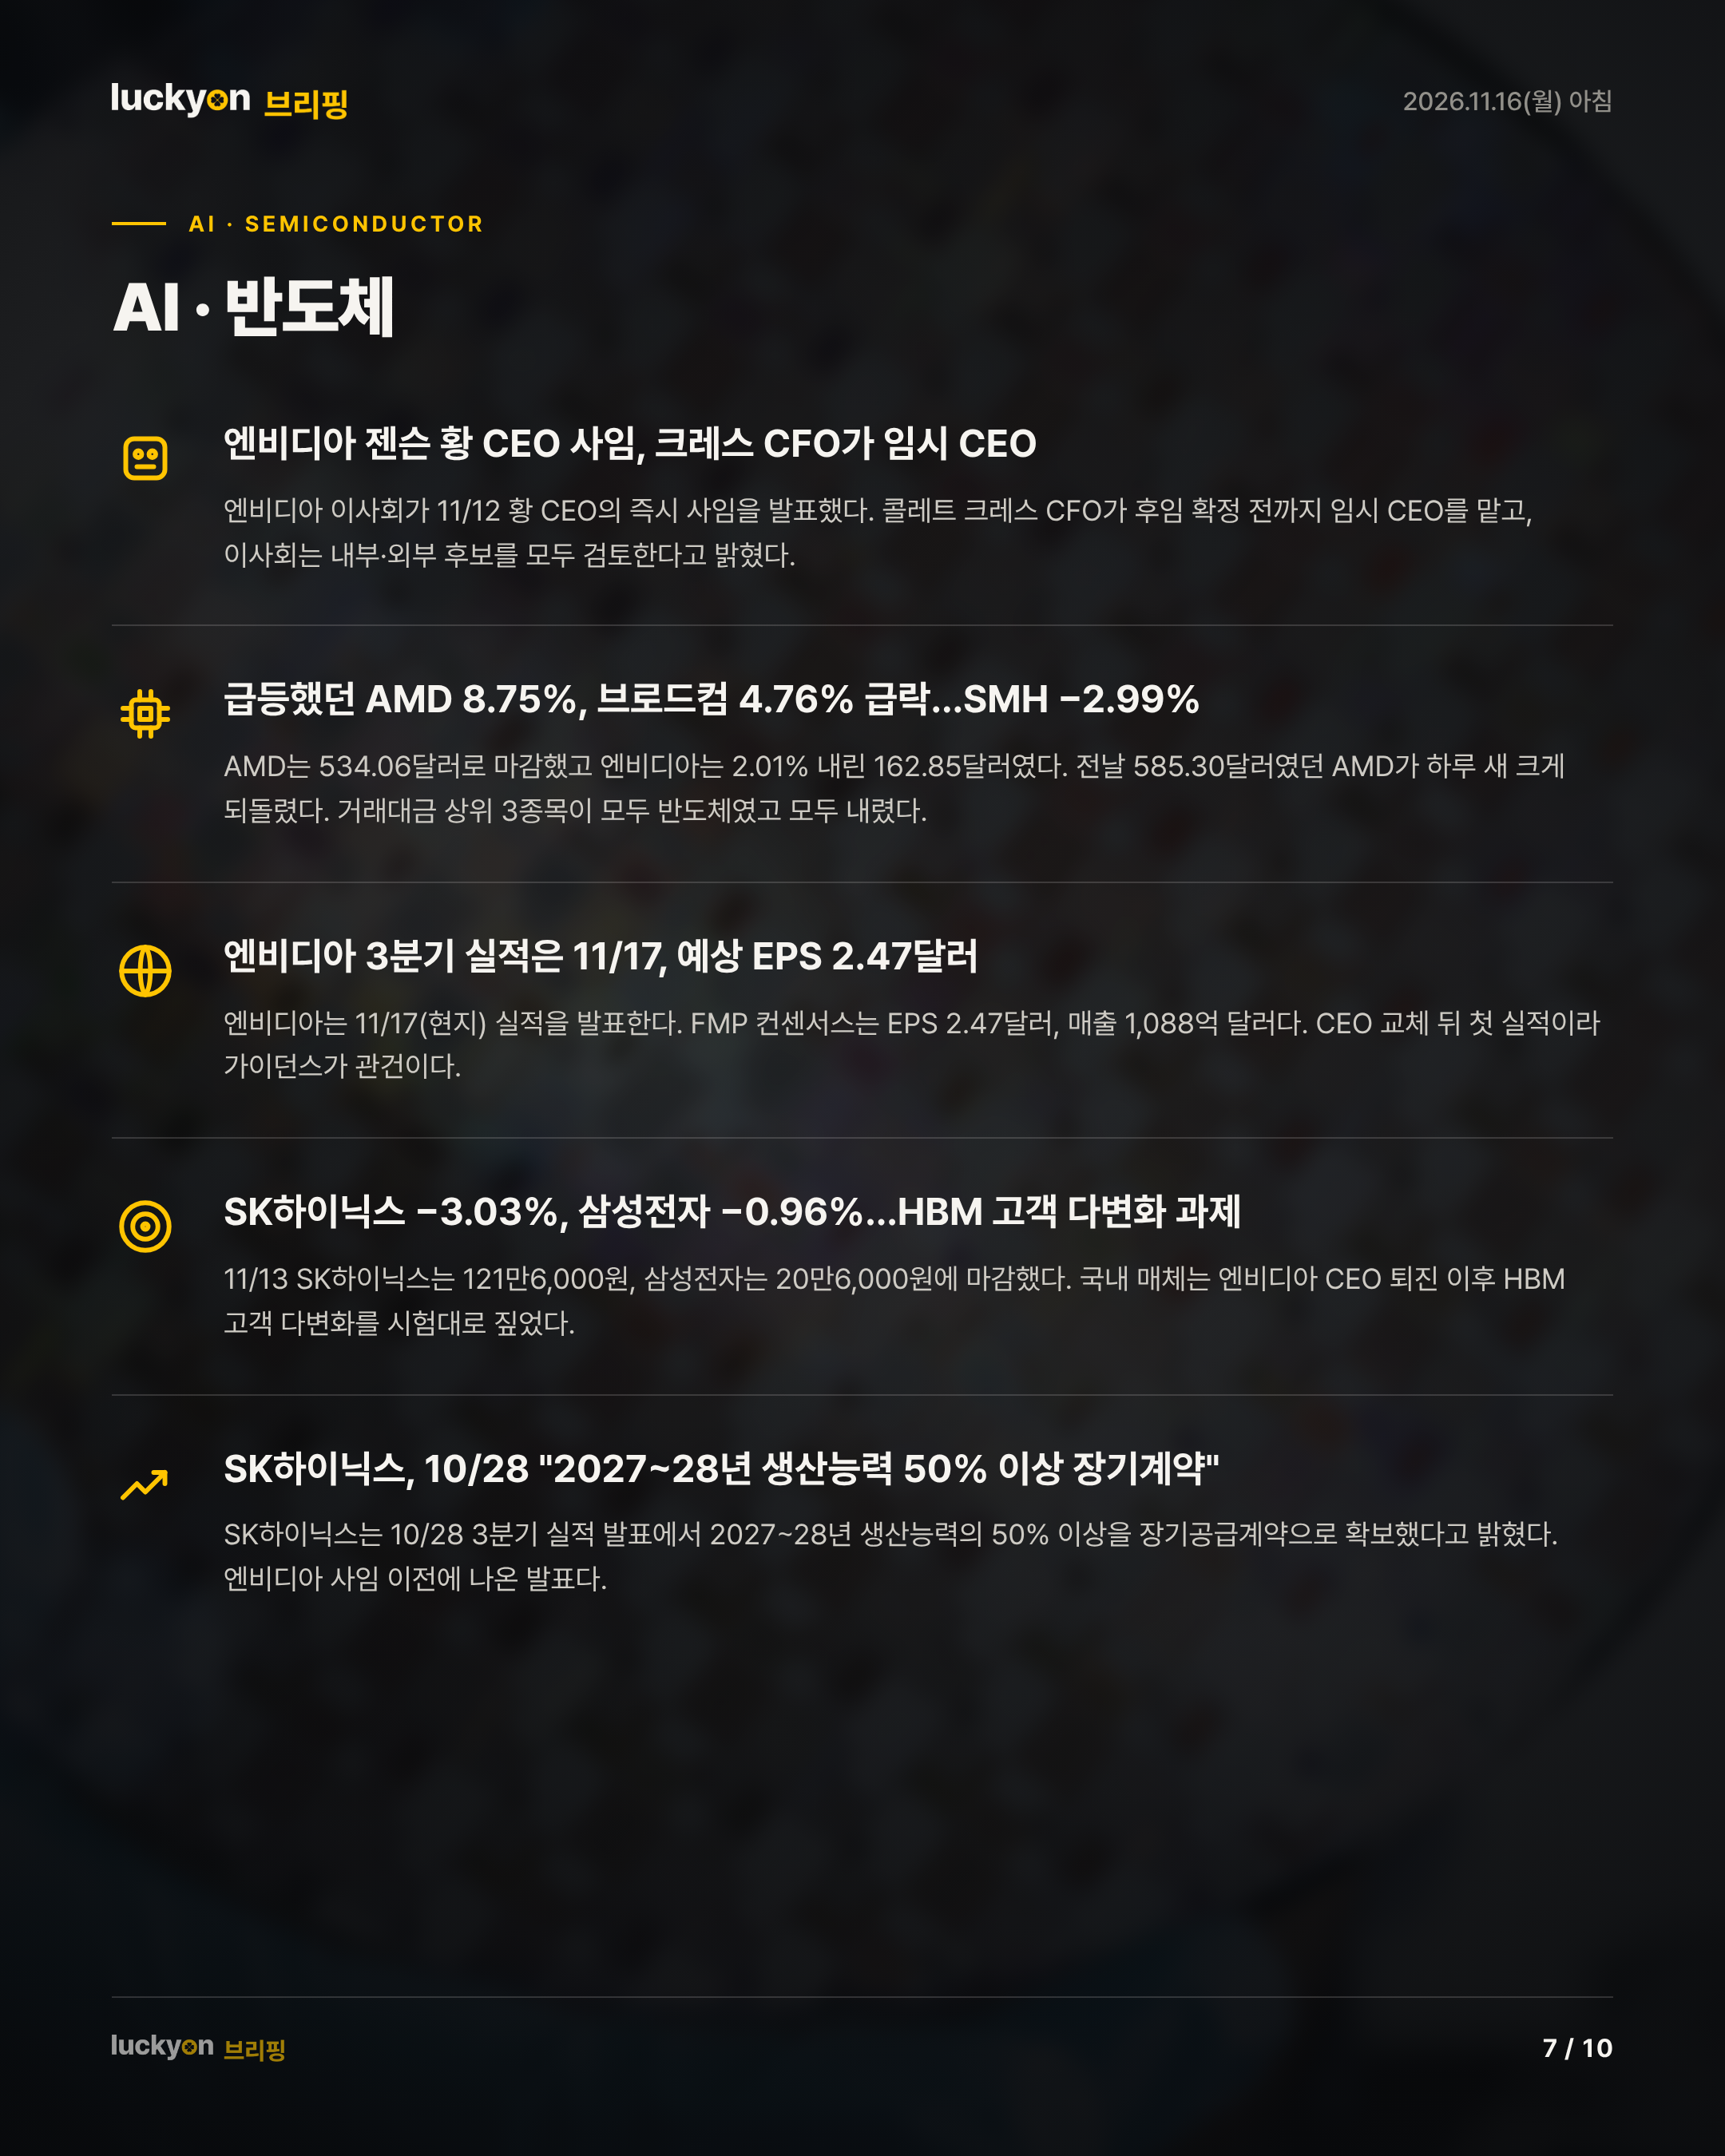 luckyon 브리핑
2026.11.16(월) 아침
AI · SEMICONDUCTOR
AI · 반도체
엔비디아 젠슨 황 CEO 사임, 크레스 CFO가 임시 CEO
엔비디아 이사회가 11/12 황 CEO의 즉시 사임을 발표했다. 콜레트 크레스 CFO가 후임 확정 전까지 임시 CEO를 맡고,
이사회는 내부·외부 후보를 모두 검토한다고 밝혔다.
급등했던 AMD 8.75%, 브로드컴 4.76% 급락…SMH −2.99%
AMD는 534.06달러로 마감했고 엔비디아는 2.01% 내린 162.85달러였다. 전날 585.30달러였던 AMD가 하루 새 크게
되돌렸다. 거래대금 상위 3종목이 모두 반도체였고 모두 내렸다.
엔비디아 3분기 실적은 11/17, 예상 EPS 2.47달러
엔비디아는 11/17(현지) 실적을 발표한다. FMP 컨센서스는 EPS 2.47달러, 매출 1,088억 달러다. CEO 교체 뒤 첫 실적이라
가이던스가 관건이다.
SK하이닉스 −3.03%, 삼성전자 −0.96%…HBM 고객 다변화 과제
11/13 SK하이닉스는 121만6,000원, 삼성전자는 20만6,000원에 마감했다. 국내 매체는 엔비디아 CEO 퇴진 이후 HBM
고객 다변화를 시험대로 짚었다.
SK하이닉스, 10/28 "2027~28년 생산능력 50% 이상 장기계약"
SK하이닉스는 10/28 3분기 실적 발표에서 2027~28년 생산능력의 50% 이상을 장기공급계약으로 확보했다고 밝혔다.
엔비디아 사임 이전에 나온 발표다.
luckyon 브리핑
7 / 10